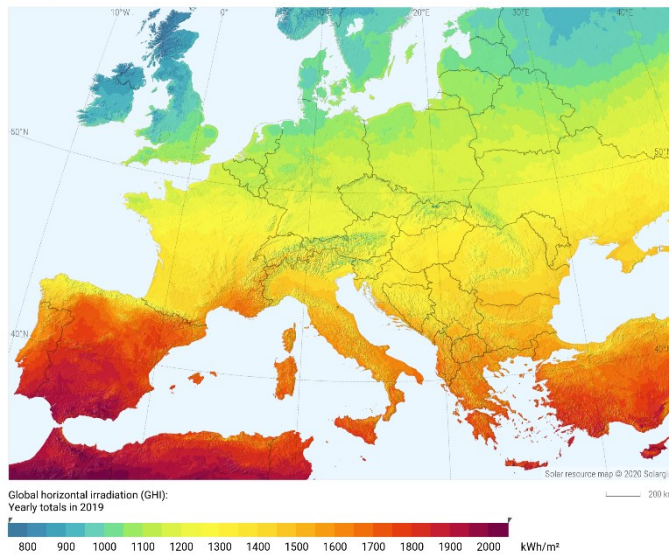 10°W 0° 10°E 20°E 30°E 40°E
50°N
50°N
40°N
40°N
Solar resource map © 2020 Solargis
Global horizontal irradiation (GHI):
Yearly totals in 2019
200 km
800 900 1000 1100 1200 1300 1400 1500 1600 1700 1800 1900 2000 kWh/m²